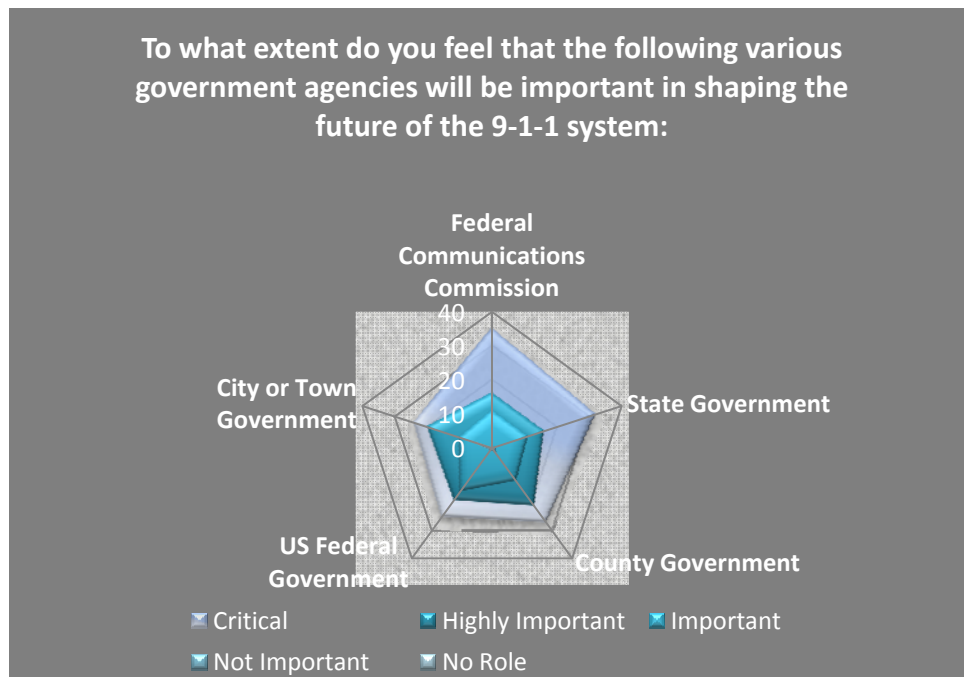 To what extent do you feel that the following various
government agencies will be important in shaping the
future of the 9-1-1 system:
Federal
Communications
Commission
40
30
20
10
0
City or Town
Government
State Government
US Federal
Government
County Government
Critical
Highly Important
Important
Not Important
No Role